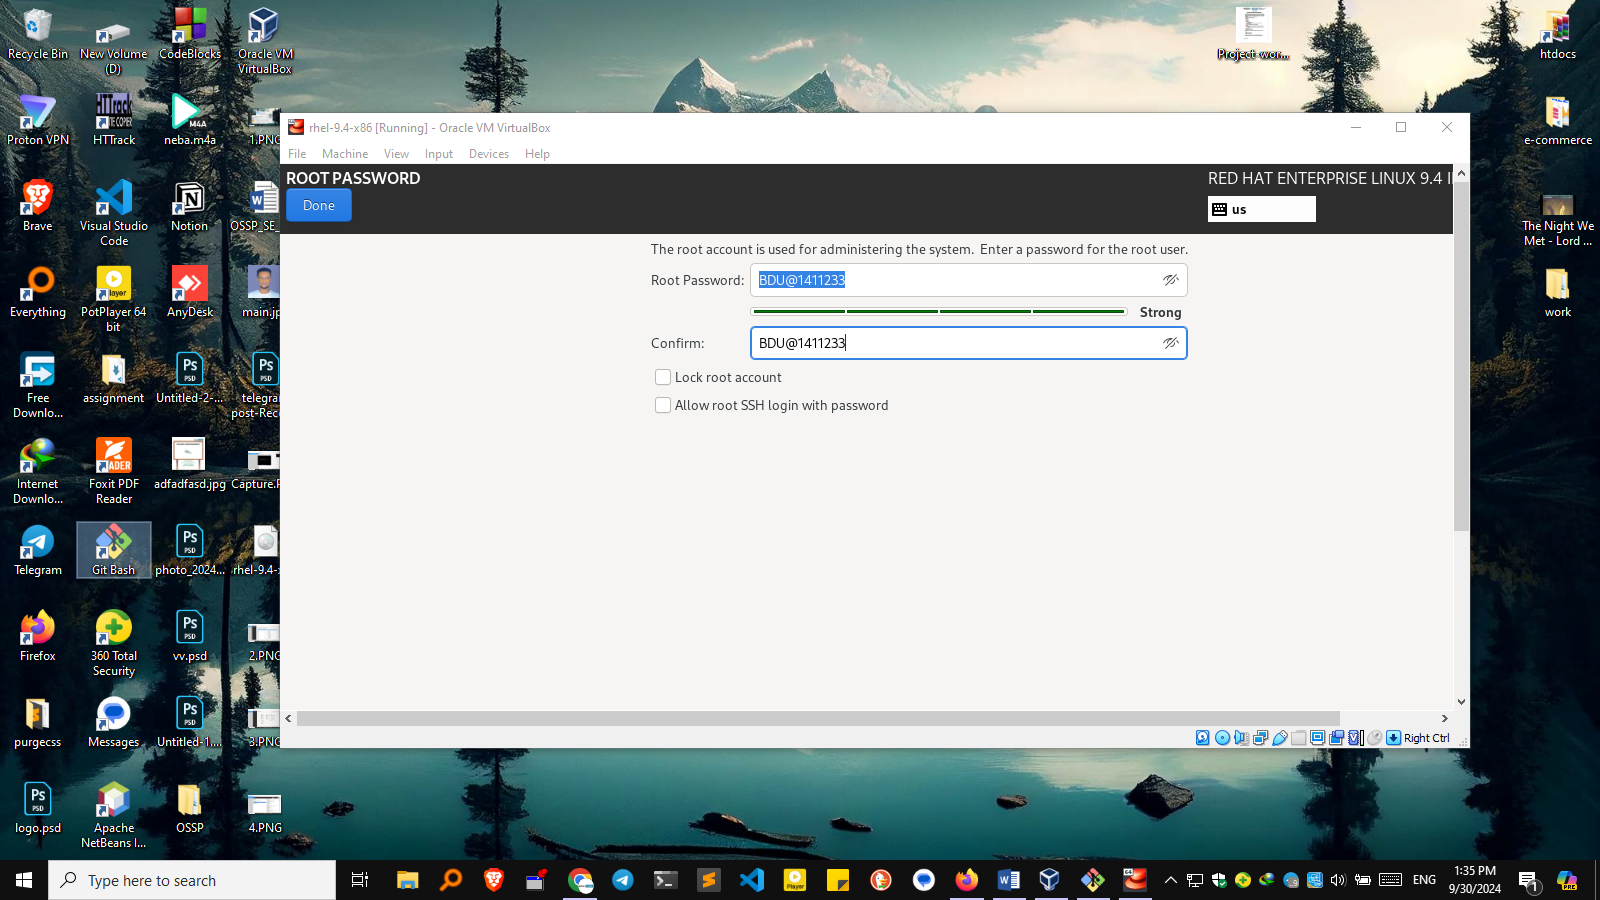 Recycle Bin
New Volume
(D)
CodeBlocks
Oracle VM
VirtualBox
Project-wor...
htdocs
Proton VPN
HTTrack
neba.m4a
1.PNG
e-commerce
Brave
Visual Studio
Code
Notion
OSSP_SE_
The Night We
Met - Lord ...
Everything
PotPlayer 64
bit
AnyDesk
main.jp
work
Free
Downlo...
assignment
Untitled-2-...
telegran
post-Reco
Internet
Downlo...
Foxit PDF
Reader
adfadfasd.jpg
Capture.P
Telegram
Git Bash
photo_2024...
rhel-9.4-x
Firefox
360 Total
Security
vv.psd
2.PNG
purgecss
Messages
Untitled-1....
3.PNG
logo.psd
Apache
NetBeans I...
OSSP
4.PNG
rhel-9.4-x86 [Running] - Oracle VM VirtualBox
File Machine View Input Devices Help
ROOT PASSWORD
RED HAT ENTERPRISE LINUX 9.4 I
Done
us
The root account is used for administering the system. Enter a password for the root user.
Root Password: BDU@1411233
Strong
Confirm: BDU@1411233
Lock root account
Allow root SSH login with password
Right Ctrl
Type here to search
ENG
1:35 PM
9/30/2024
1